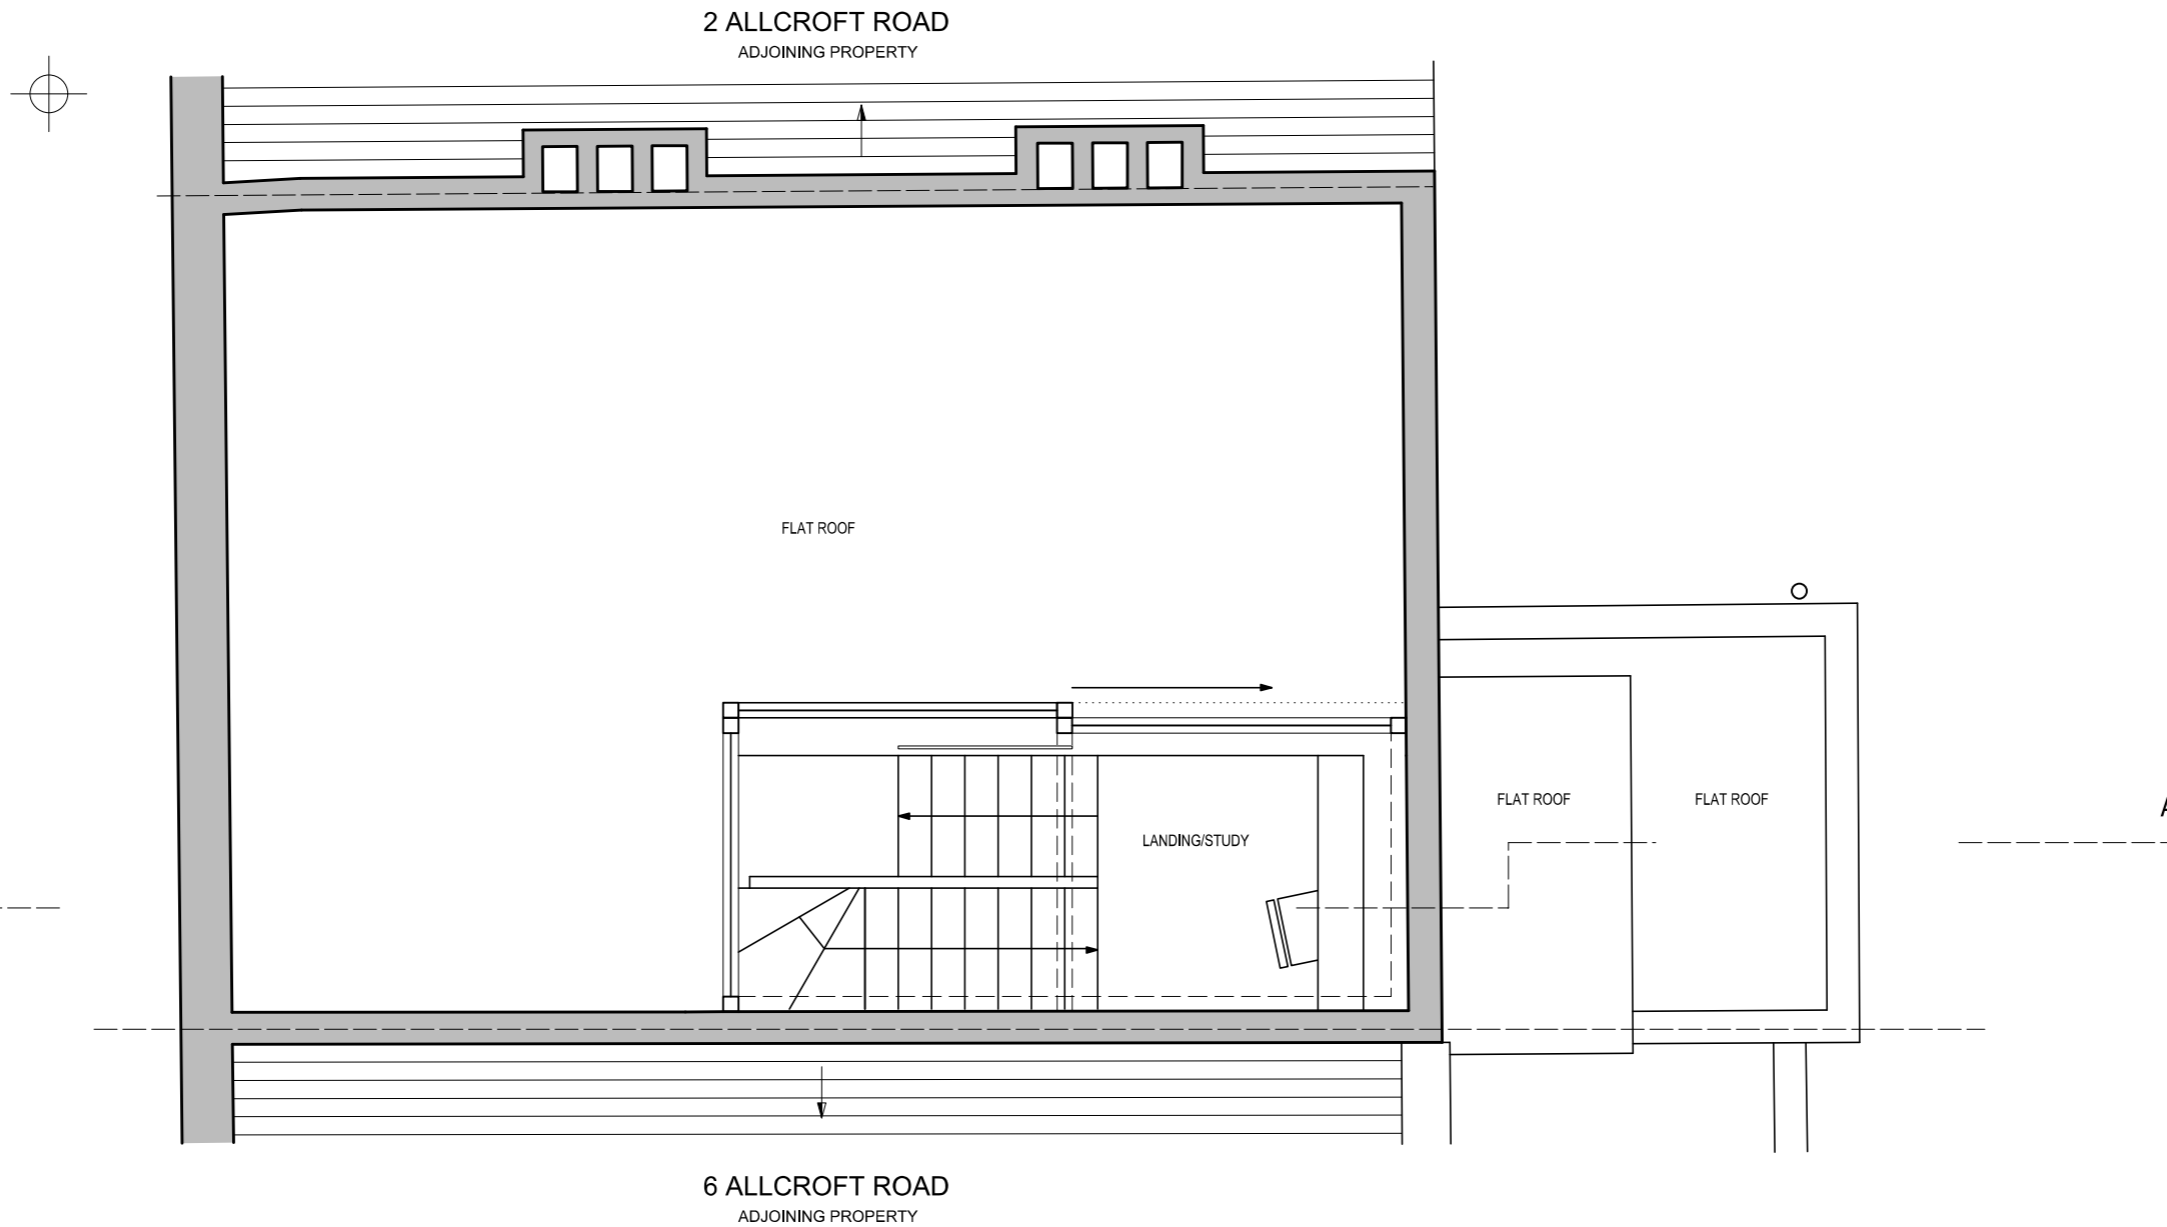 2 ALLCROFT ROAD
ADJOINING PROPERTY
FLAT ROOF
FLAT ROOF
FLAT ROOF
A
LANDING/STUDY
6 ALLCROFT ROAD
ADJOINING PROPERTY